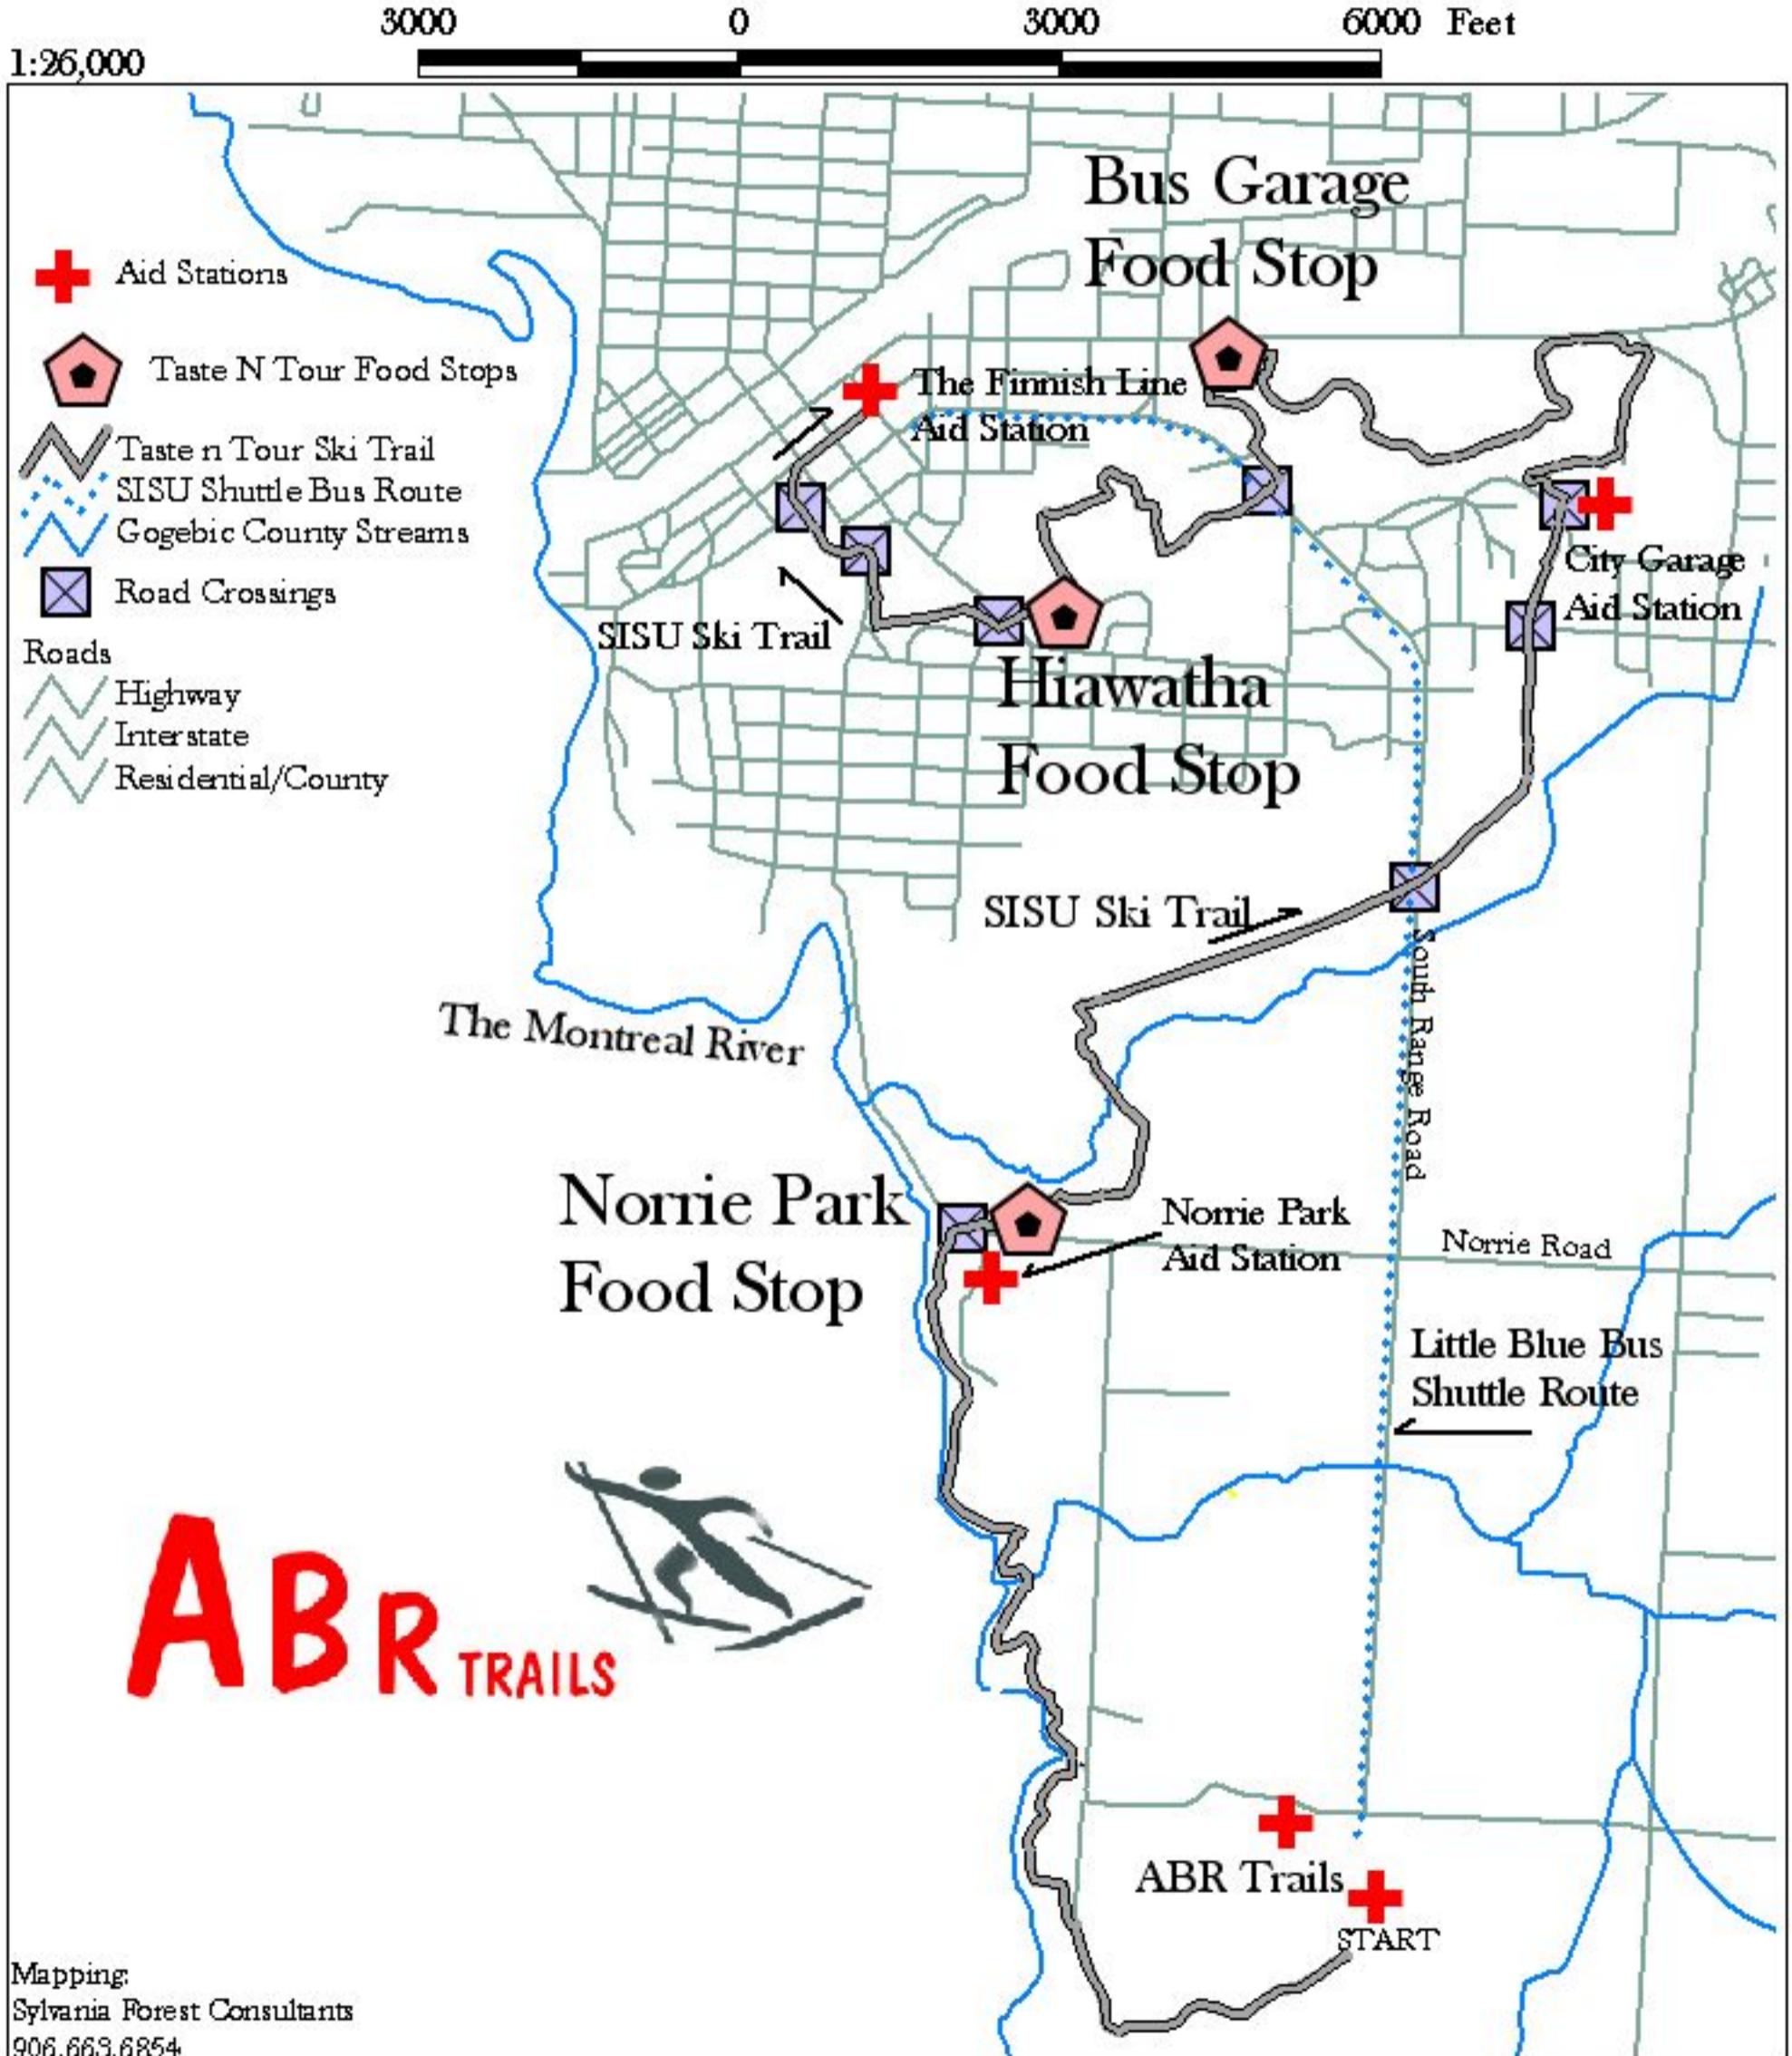 3000 0 3000 6000 Feet
1:26,000
Bus Garage
Food Stop
Aid Stations
Taste N Tour Food Stops
Taste n Tour Ski Trail
SISU Shuttle Bus Route
Gogebic County Streams
Road Crossings
Roads
Highway
Interstate
Residential/County
The Finnish Line
Aid Station
City Garage
Aid Station
SISU Ski Trail
Hiawatha
Food Stop
SISU Ski Trail
South Range Road
The Montreal River
Norrie Park
Food Stop
Norrie Park
Aid Station
Norrie Road
Little Blue Bus
Shuttle Route
ABR TRAILS
ABR Trails
START
Mapping:
Sylvania Forest Consultants
906.663.6854